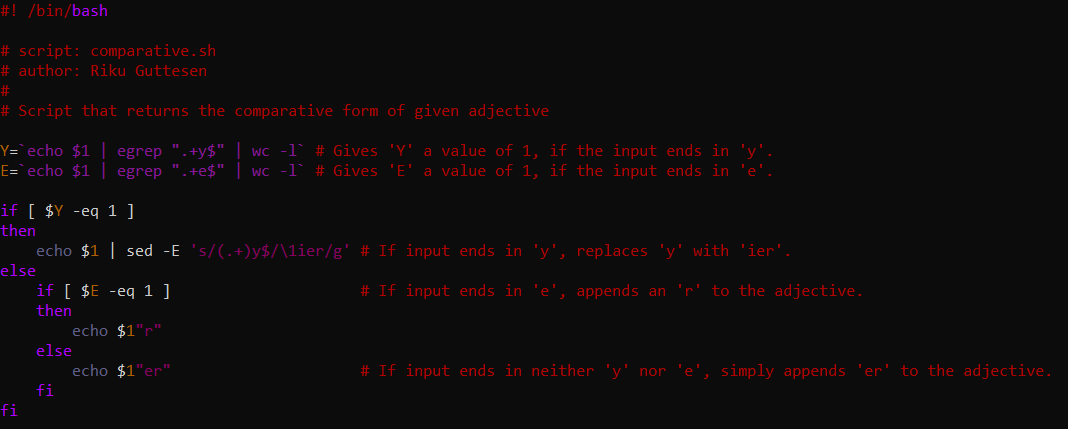 #! /bin/bash

# script: comparative.sh
# author: Riku Guttesen
#
# Script that returns the comparative form of given adjective

Y=`echo $1 | egrep ".+y$" | wc -l` # Gives 'Y' a value of 1, if the input ends in 'y'.
E=`echo $1 | egrep ".+e$" | wc -l` # Gives 'E' a value of 1, if the input ends in 'e'.

if [ $Y -eq 1 ]
then
    echo $1 | sed -E 's/(.+)y$/\1ier/g' # If input ends in 'y', replaces 'y' with 'ier'.
else
    if [ $E -eq 1 ]                     # If input ends in 'e', appends an 'r' to the adjective.
    then
        echo $1"r"
    else
        echo $1"er"                     # If input ends in neither 'y' nor 'e', simply appends 'er' to the adjective.
    fi
fi